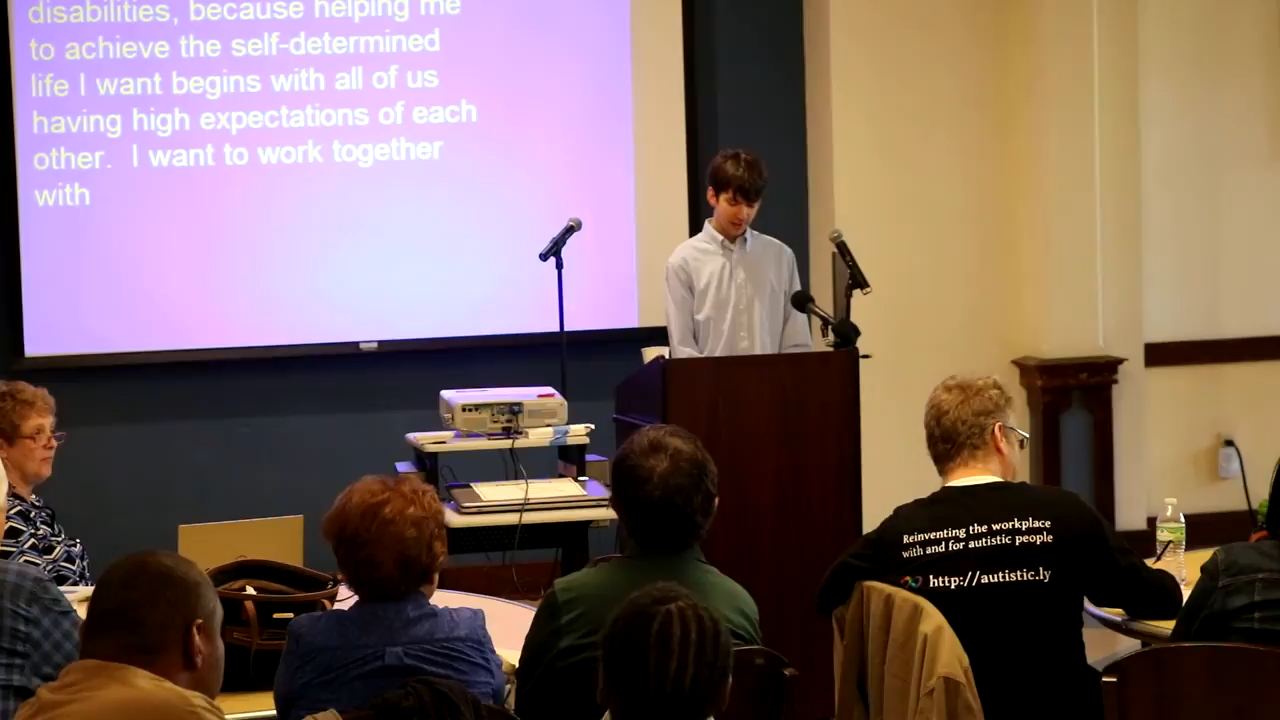 disabilities, because helping me
to achieve the self-determined
life I want begins with all of us
having high expectations of each
other.  I want to work together
with
Reinventing the workplace
with and for autistic people
http://autistic.ly